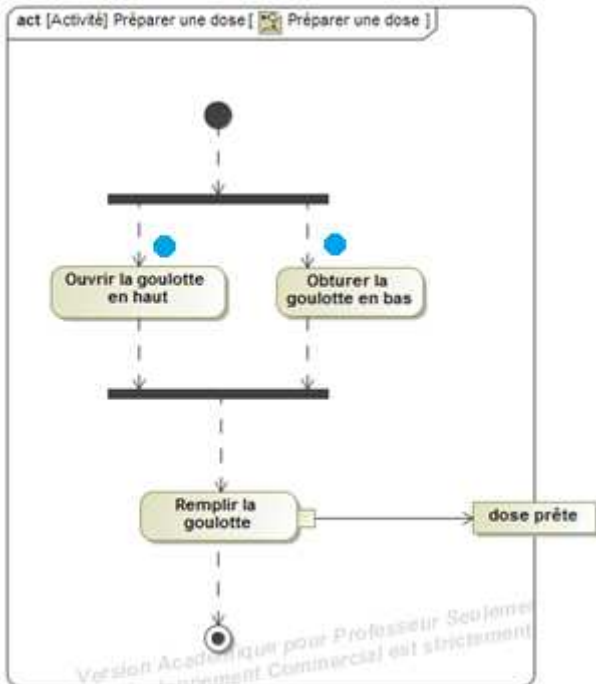 act [Activité] Préparer une dose [ Préparer une dose ]
Ouvrir la goulotte
en haut
Obturer la
goulotte en bas
Remplir la
goulotte
dose prête
Version Académique pour Professeur Seulement
Commercial est strictement